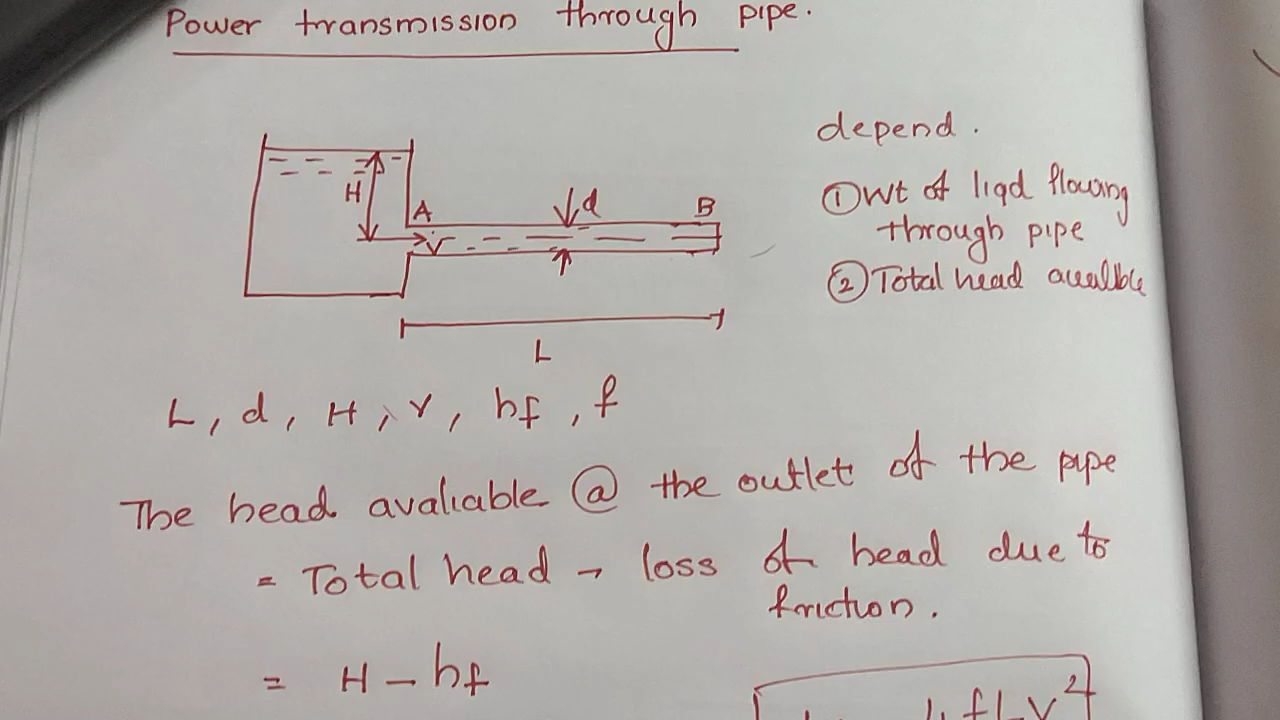 Power transmission through pipe.
depend.
① Wt of liqd flowing
through pipe
② Total head
H
A
d
B
V
L
L, d, H, V, hf, f
The head avaliable @ the outlet of the pipe
= Total head - loss of head due to
friction.
= H - hf
4fLV²